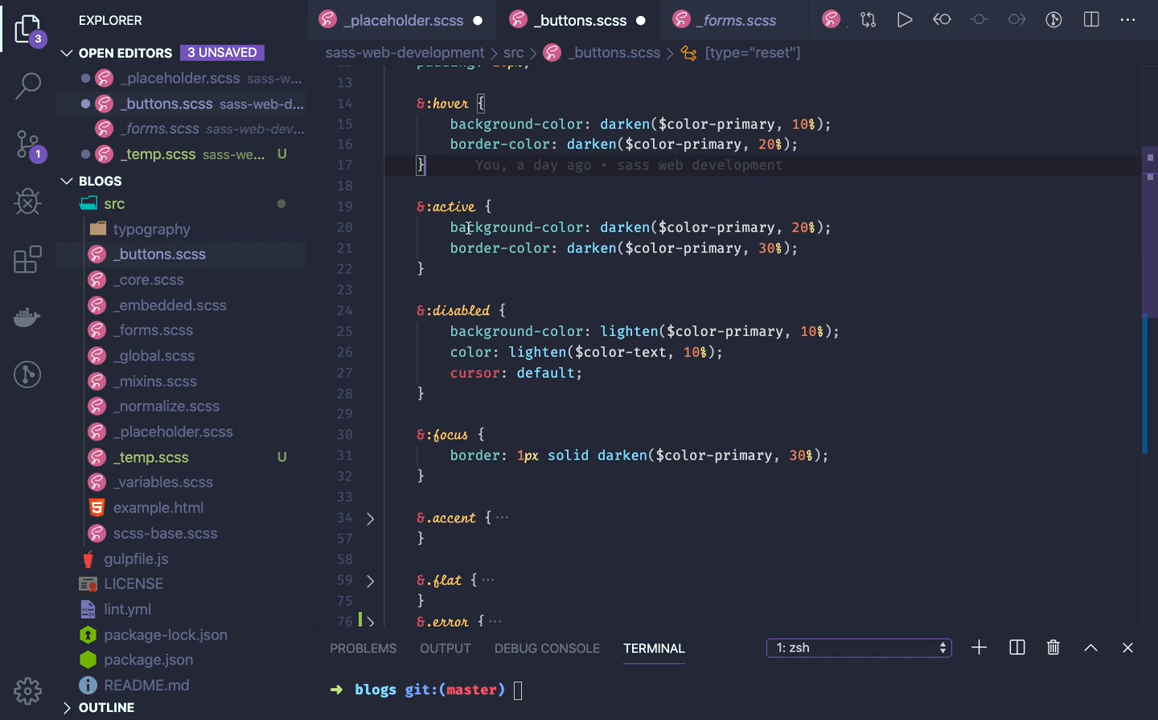 EXPLORER
OPEN EDITORS 3 UNSAVED
_placeholder.scss sass-w...
_buttons.scss sass-web-d...
_forms.scss sass-web-dev...
_temp.scss sass-we... U
BLOGS
src
typography
_buttons.scss
_core.scss
_embedded.scss
_forms.scss
_global.scss
_mixins.scss
_normalize.scss
_placeholder.scss
_temp.scss U
_variables.scss
example.html
scss-base.scss
gulpfile.js
LICENSE
lint.yml
package-lock.json
package.json
README.md
OUTLINE
3
1
_placeholder.scss
_buttons.scss
_forms.scss
sass-web-development > src > _buttons.scss > [type="reset"]
13
14 &:hover {
15 background-color: darken($color-primary, 10%);
16 border-color: darken($color-primary, 20%);
17 } You, a day ago • sass web development
18
19 &:active {
20 background-color: darken($color-primary, 20%);
21 border-color: darken($color-primary, 30%);
22 }
23
24 &:disabled {
25 background-color: lighten($color-primary, 10%);
26 color: lighten($color-text, 10%);
27 cursor: default;
28 }
29
30 &:focus {
31 border: 1px solid darken($color-primary, 30%);
32 }
33
34 &.accent {···
57 }
58
59 &.flat {···
75 }
76 &.error {···
PROBLEMS OUTPUT DEBUG CONSOLE TERMINAL 1: zsh
➜ blogs git:(master)